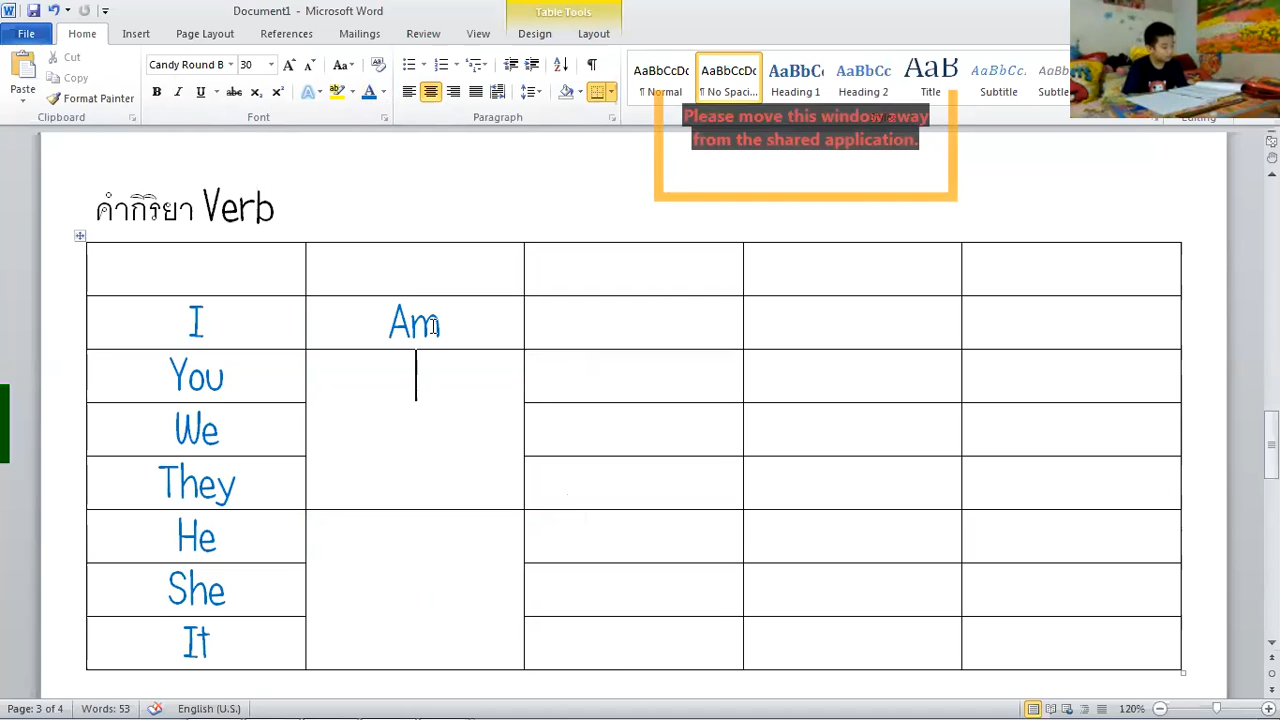 Document1 - Microsoft Word
Table Tools
File Home Insert Page Layout References Mailings Review View Design Layout
Cut
Copy
Format Painter
Paste
Clipboard
Candy Round B 30
Font
Paragraph
AaBbCcDc AaBbCcDc AaBbC AaBbCc AaB AaBbCc. AaBbC
¶ Normal ¶ No Spaci... Heading 1 Heading 2 Title Subtitle Subtle
Please move this window away
from the shared application.
Editing
คำกิริยา Verb
I Am
You
We
They
He
She
It
Page: 3 of 4 Words: 53 English (U.S.) 120%